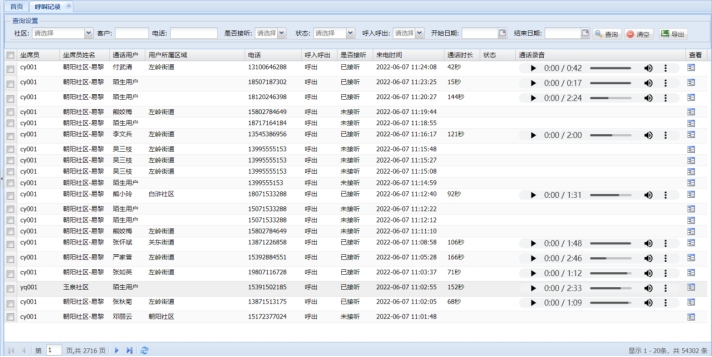 首页 呼叫记录
查询设置
社区: 请选择 客户: 电话: 是否接听: 请选择 状态: 请选择 呼入呼出: 请选择 开始日期: 结束日期: 查询 清空 导出
坐席员 坐席员姓名 通话用户 用户所属区域 电话 呼入呼出 是否接听 来电时间 通话时长 状态 通话录音 查看
cy001 朝阳社区-易黎 付武清 左岭街道 13100646288 呼出 已接听 2022-06-07 11:24:08 42秒 0:00 / 0:42
cy001 朝阳社区-易黎 陌生用户 18507187302 呼出 已接听 2022-06-07 11:23:25 15秒 0:00 / 0:17
cy001 朝阳社区-易黎 陌生用户 18120246398 呼出 已接听 2022-06-07 11:20:27 144秒 0:00 / 2:24
cy001 朝阳社区-易黎 左岭街道 15802784649 呼出 未接听 2022-06-07 11:19:44
cy001 朝阳社区-易黎 陌生用户 18717164184 呼出 未接听 2022-06-07 11:18:55
cy001 朝阳社区-易黎 李文兵 左岭街道 13545386956 呼出 已接听 2022-06-07 11:16:17 121秒 0:00 / 2:00
cy001 朝阳社区-易黎 吴三枝 左岭街道 13995555153 呼出 未接听 2022-06-07 11:15:48
cy001 朝阳社区-易黎 吴三枝 左岭街道 13995555153 呼出 未接听 2022-06-07 11:15:27
cy001 朝阳社区-易黎 吴三枝 左岭街道 13995555153 呼出 未接听 2022-06-07 11:15:08
cy001 朝阳社区-易黎 陌生用户 1399555153 呼出 未接听 2022-06-07 11:14:59
cy001 朝阳社区-易黎 熊小玲 白浒社区 18071533288 呼出 已接听 2022-06-07 11:12:40 92秒 0:00 / 1:31
cy001 朝阳社区-易黎 陌生用户 15071533288 呼出 未接听 2022-06-07 11:12:22
cy001 朝阳社区-易黎 陌生用户 15071533288 呼出 未接听 2022-06-07 11:12:12
cy001 朝阳社区-易黎 左岭街道 15802784649 呼出 未接听 2022-06-07 11:11:10
cy001 朝阳社区-易黎 张怀斌 关东街道 13871226858 呼出 已接听 2022-06-07 11:08:58 106秒 0:00 / 1:48
cy001 朝阳社区-易黎 严家管 左岭街道 15392884551 呼出 已接听 2022-06-07 11:05:28 166秒 0:00 / 2:46
cy001 朝阳社区-易黎 张如英 左岭街道 19807116728 呼出 已接听 2022-06-07 11:03:37 71秒 0:00 / 1:12
yq001 玉泉社区 陌生用户 15391502185 呼出 已接听 2022-06-07 11:02:55 152秒 0:00 / 2:33
cy001 朝阳社区-易黎 张秋菊 左岭街道 13871513175 呼出 已接听 2022-06-07 11:02:05 68秒 0:00 / 1:09
cy001 朝阳社区-易黎 邓丽云 朝阳社区 15172377024 呼出 未接听 2022-06-07 11:01:48
第 1 页,共 2716 页 显示 1 - 20条，共 54302 条